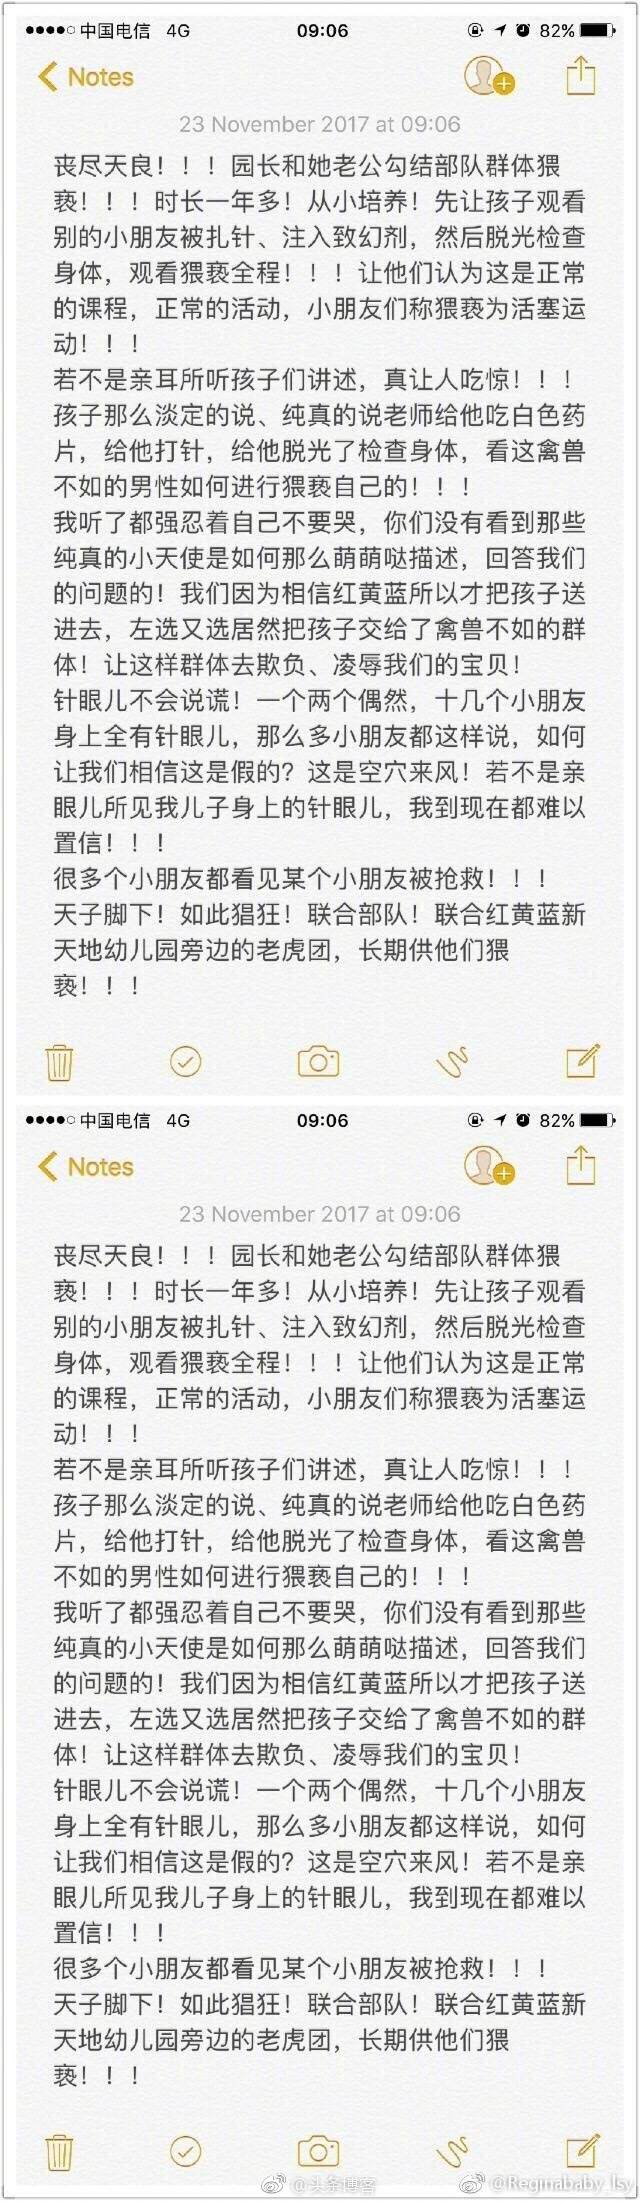 中国电信 4G 09:06 82%
Notes
23 November 2017 at 09:06
丧尽天良！！！园长和她老公勾结部队群体猥
亵！！！时长一年多！从小培养！先让孩子观看
别的小朋友被扎针、注入致幻剂，然后脱光检查
身体，观看猥亵全程！！！让他们认为这是正常
的课程，正常的活动，小朋友们称猥亵为活塞运
动！！！
若不是亲耳所听孩子们讲述，真让人吃惊！！！
孩子那么淡定的说、纯真的说老师给他吃白色药
片，给他打针，给他脱光了检查身体，看这禽兽
不如的男性如何进行猥亵自己的！！！
我听了都强忍着自己不要哭，你们没有看到那些
纯真的小天使是如何那么萌萌哒描述，回答我们
的问题的！我们因为相信红黄蓝所以才把孩子送
进去，左选又选居然把孩子交给了禽兽不如的群
体！让这样群体去欺负、凌辱我们的宝贝！
针眼儿不会说谎！一个两个偶然，十几个小朋友
身上全有针眼儿，那么多小朋友都这样说，如何
让我们相信这是假的？这是空穴来风！若不是亲
眼儿所见我儿子身上的针眼儿，我到现在都难以
置信！！！
很多个小朋友都看见某个小朋友被抢救！！！
天子脚下！如此猖狂！联合部队！联合红黄蓝新
天地幼儿园旁边的老虎团，长期供他们猥
亵！！！
中国电信 4G 09:06 82%
Notes
23 November 2017 at 09:06
丧尽天良！！！园长和她老公勾结部队群体猥
亵！！！时长一年多！从小培养！先让孩子观看
别的小朋友被扎针、注入致幻剂，然后脱光检查
身体，观看猥亵全程！！！让他们认为这是正常
的课程，正常的活动，小朋友们称猥亵为活塞运
动！！！
若不是亲耳所听孩子们讲述，真让人吃惊！！！
孩子那么淡定的说、纯真的说老师给他吃白色药
片，给他打针，给他脱光了检查身体，看这禽兽
不如的男性如何进行猥亵自己的！！！
我听了都强忍着自己不要哭，你们没有看到那些
纯真的小天使是如何那么萌萌哒描述，回答我们
的问题的！我们因为相信红黄蓝所以才把孩子送
进去，左选又选居然把孩子交给了禽兽不如的群
体！让这样群体去欺负、凌辱我们的宝贝！
针眼儿不会说谎！一个两个偶然，十几个小朋友
身上全有针眼儿，那么多小朋友都这样说，如何
让我们相信这是假的？这是空穴来风！若不是亲
眼儿所见我儿子身上的针眼儿，我到现在都难以
置信！！！
很多个小朋友都看见某个小朋友被抢救！！！
天子脚下！如此猖狂！联合部队！联合红黄蓝新
天地幼儿园旁边的老虎团，长期供他们猥
亵！！！
@头条博客 @Reginababy_lsy